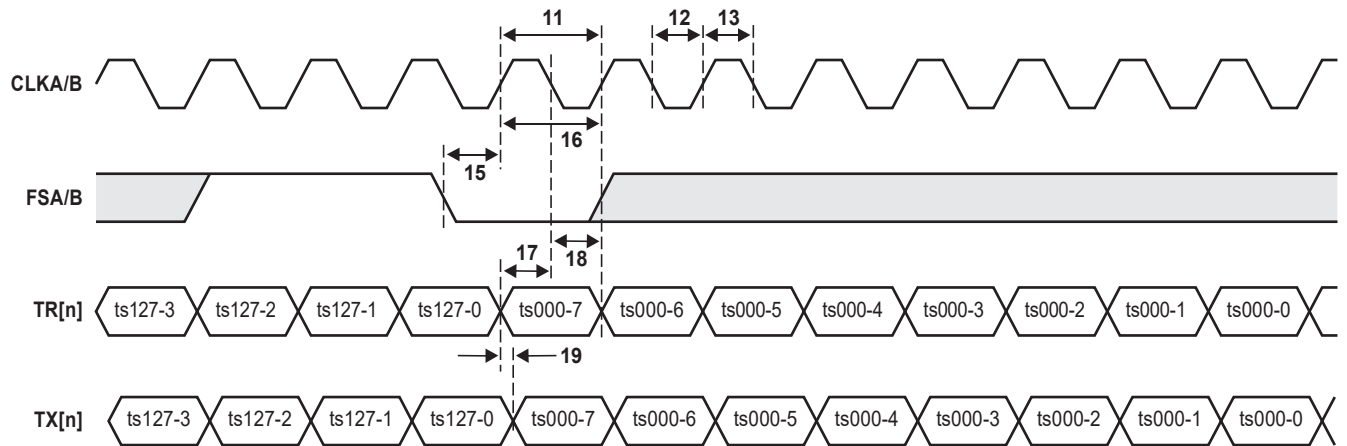 11 12 13
CLKA/B
16
15
FSA/B
17 18
TR[n] ts127-3 ts127-2 ts127-1 ts127-0 ts000-7 ts000-6 ts000-5 ts000-4 ts000-3 ts000-2 ts000-1 ts000-0
19
TX[n] ts127-3 ts127-2 ts127-1 ts127-0 ts000-7 ts000-6 ts000-5 ts000-4 ts000-3 ts000-2 ts000-1 ts000-0